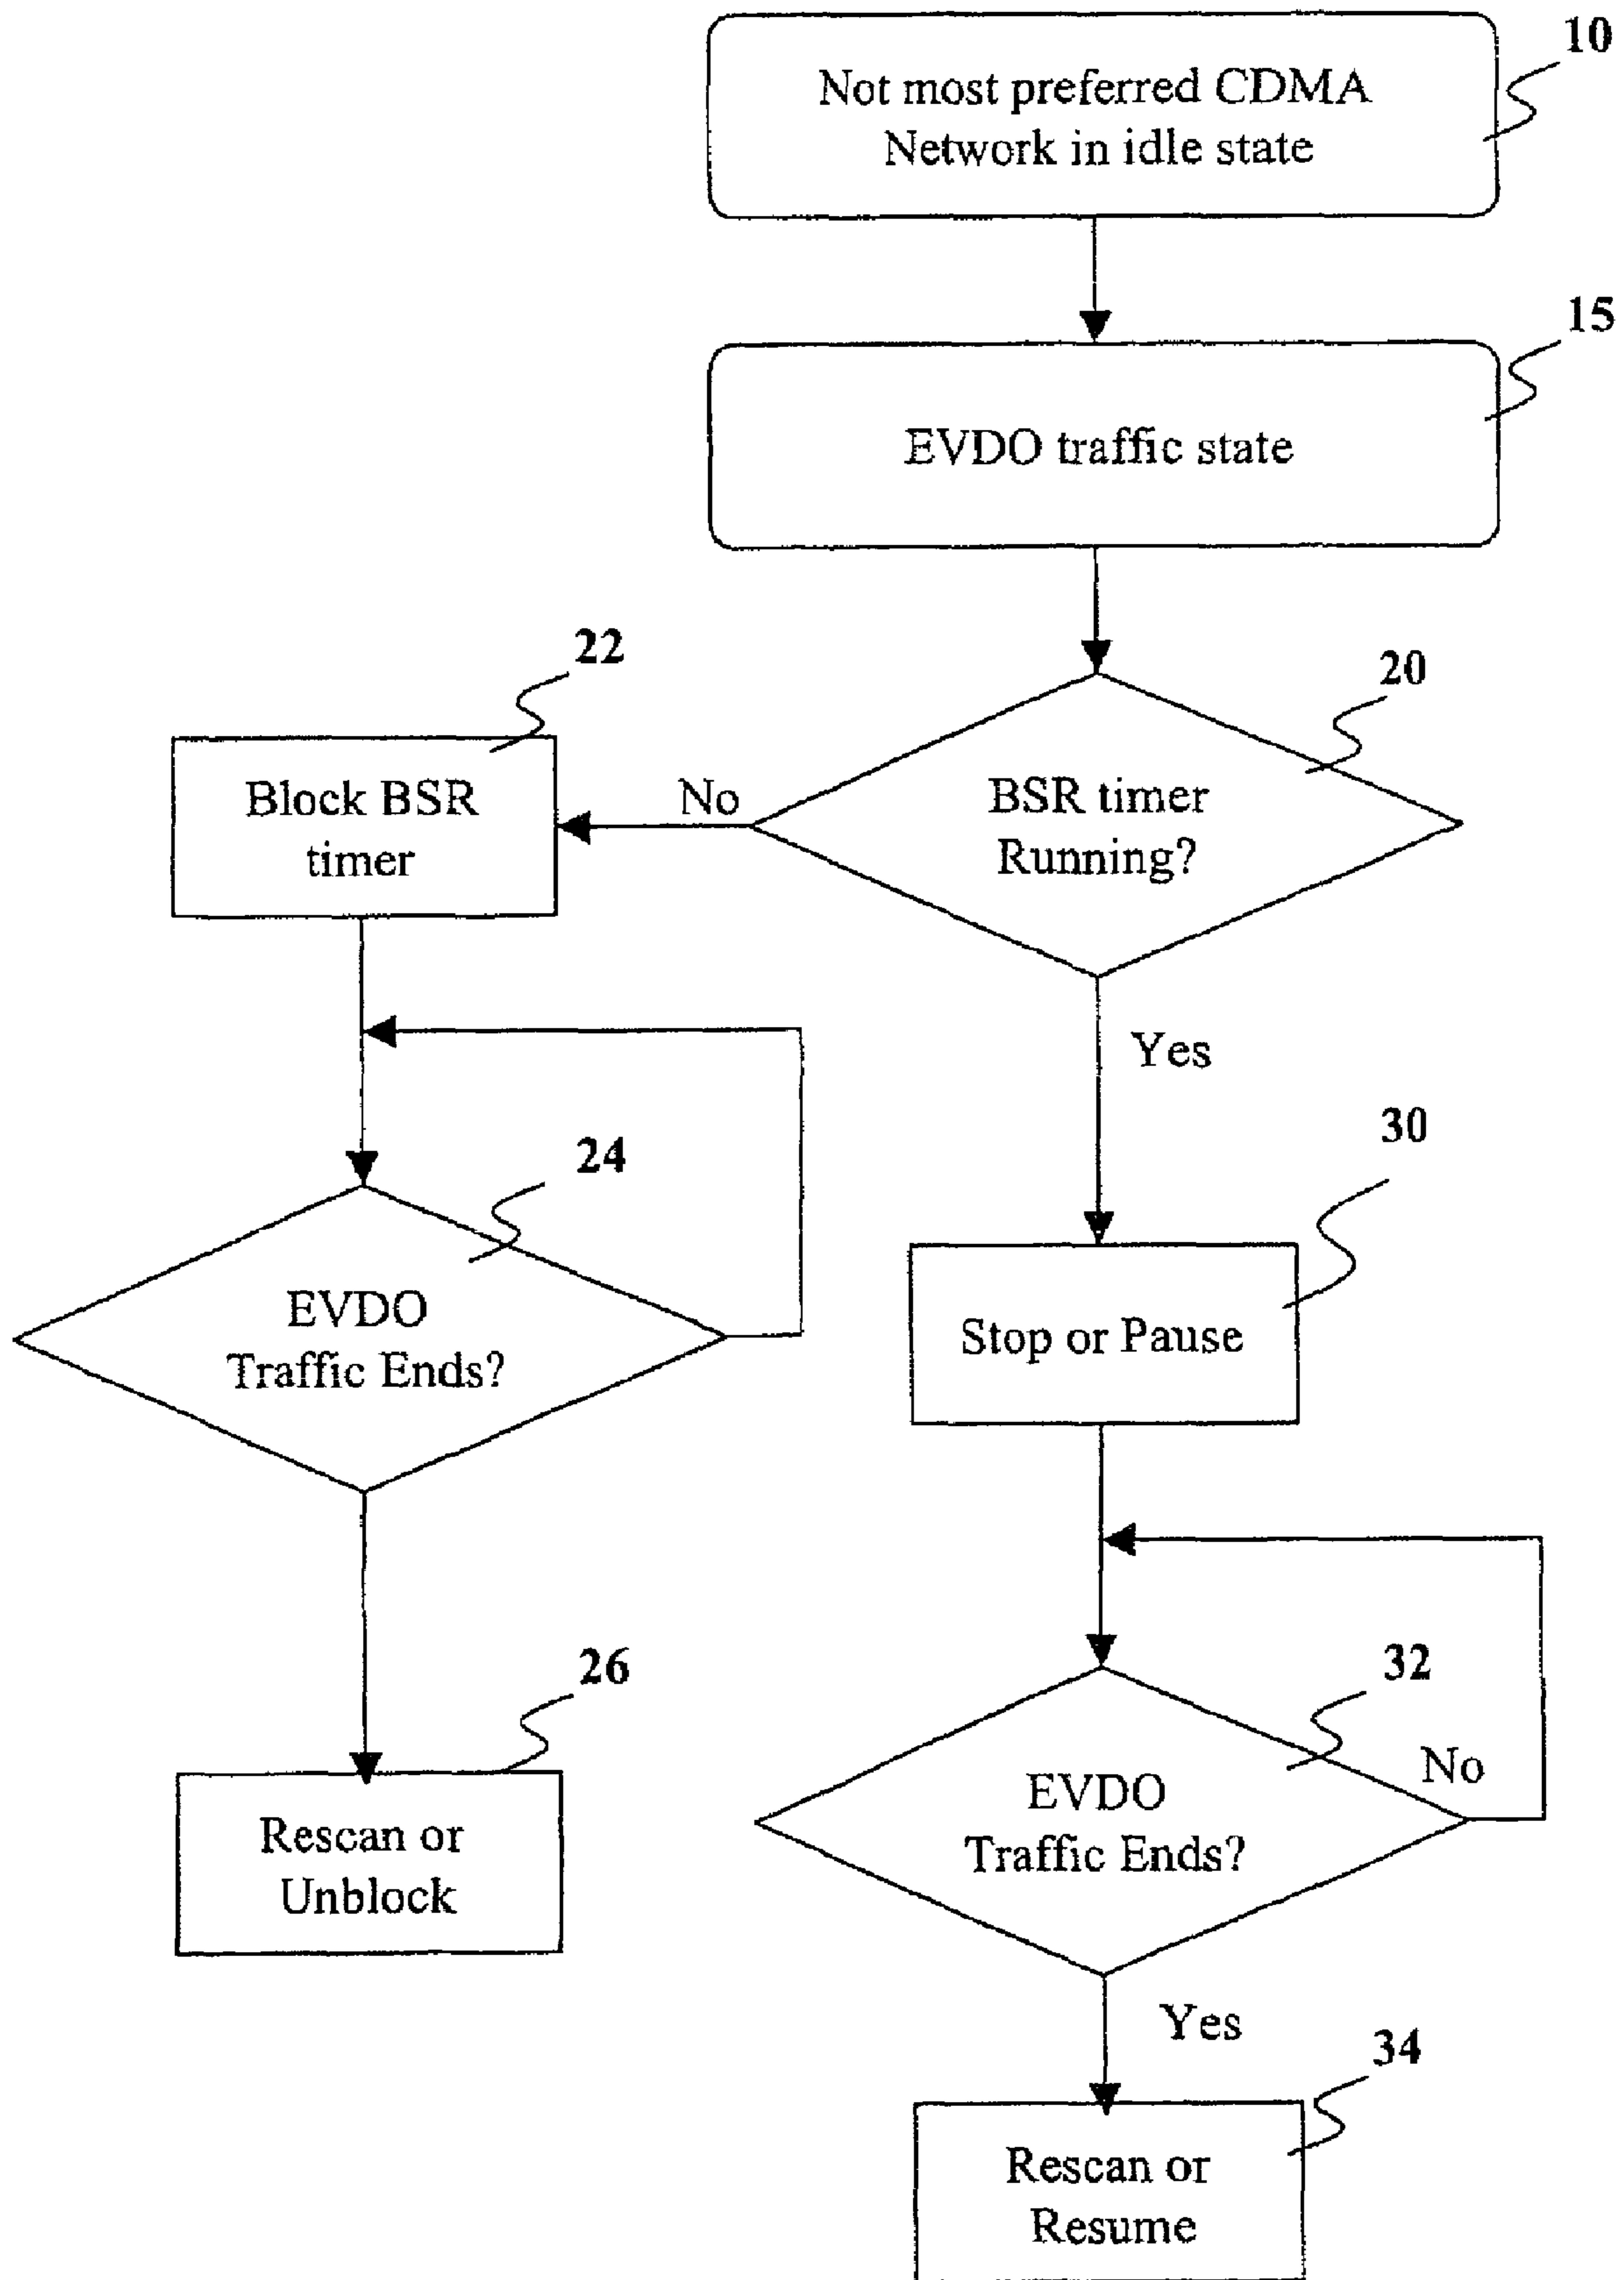 10
Not most preferred CDMA
Network in idle state
15
EVDO traffic state
22
20
Block BSR
timer
No
BSR timer
Running?
Yes
30
24
EVDO
Traffic Ends?
Stop or Pause
26
32
Rescan or
Unblock
No
EVDO
Traffic Ends?
Yes
34
Rescan or
Resume